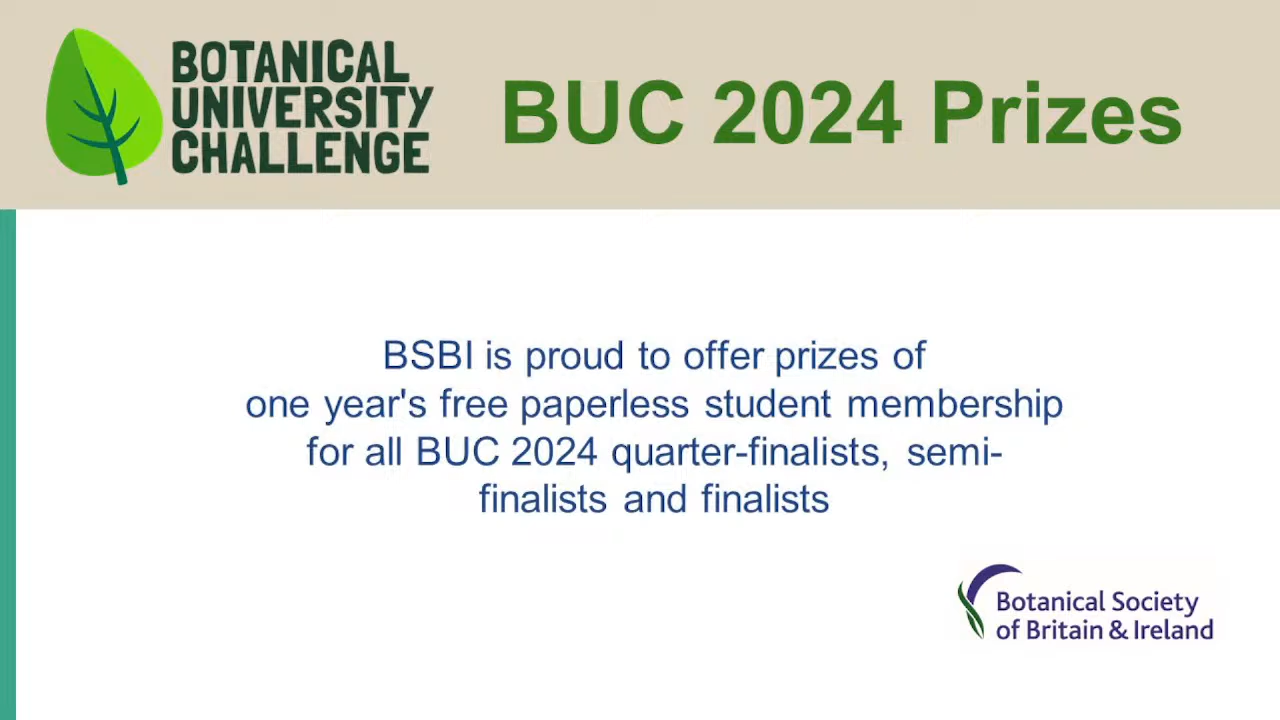 BOTANICAL
UNIVERSITY
CHALLENGE
BUC 2024 Prizes
BSBI is proud to offer prizes of
one year's free paperless student membership
for all BUC 2024 quarter-finalists, semi-
finalists and finalists
Botanical Society
of Britain & Ireland